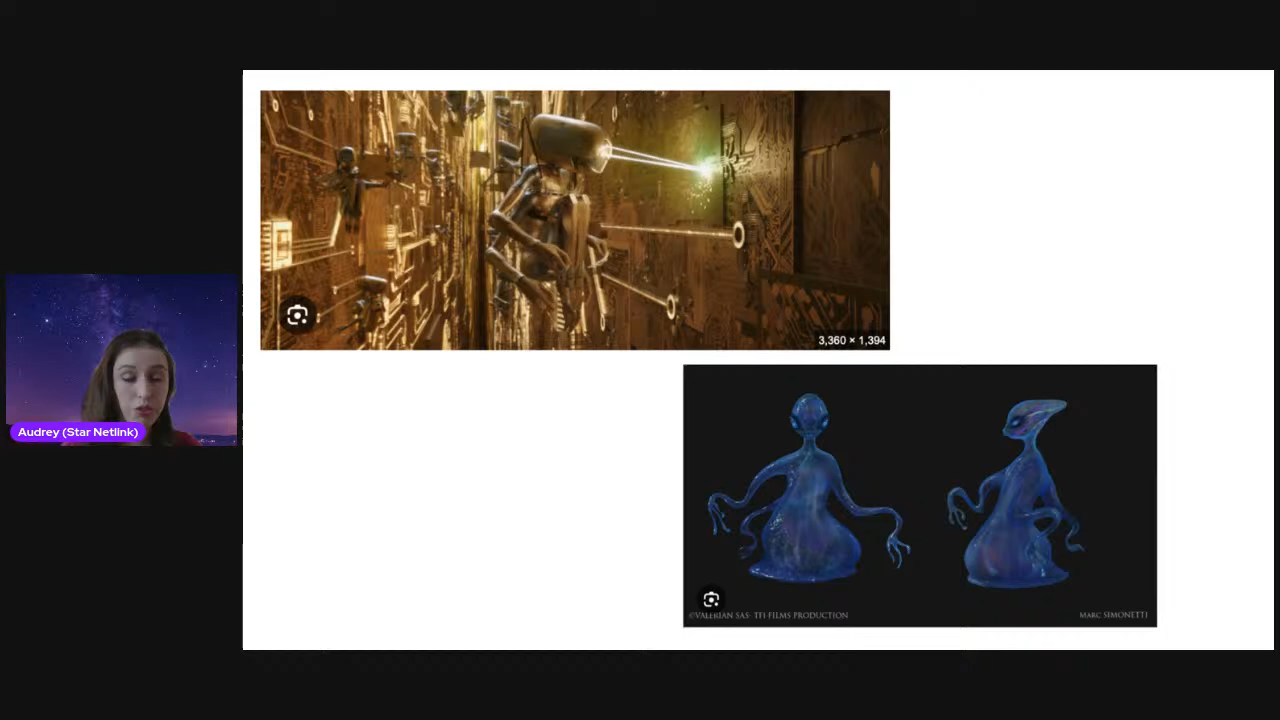 3,360 × 1,394
Audrey (Star Netlink)
©VALERIAN SAS- TF1 FILMS PRODUCTION
MARC SIMONETTI